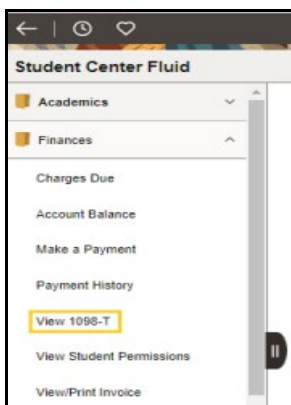 Student Center Fluid
Academics
Finances
Charges Due
Account Balance
Make a Payment
Payment History
View 1098-T
View Student Permissions
View/Print Invoice